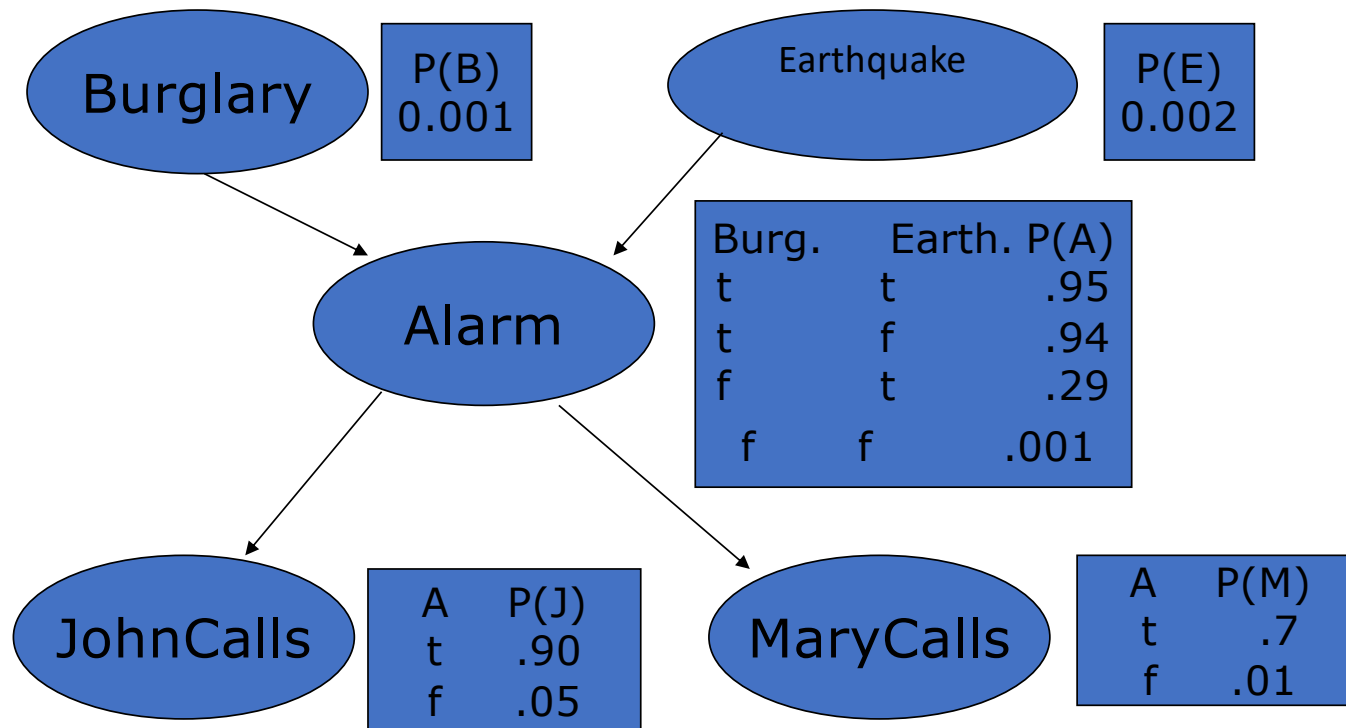 Burglary
P(B)
0.001
Earthquake
P(E)
0.002
Alarm
Burg. Earth. P(A)
t t .95
t f .94
f t .29
f f .001
JohnCalls
A P(J)
t .90
f .05
MaryCalls
A P(M)
t .7
f .01